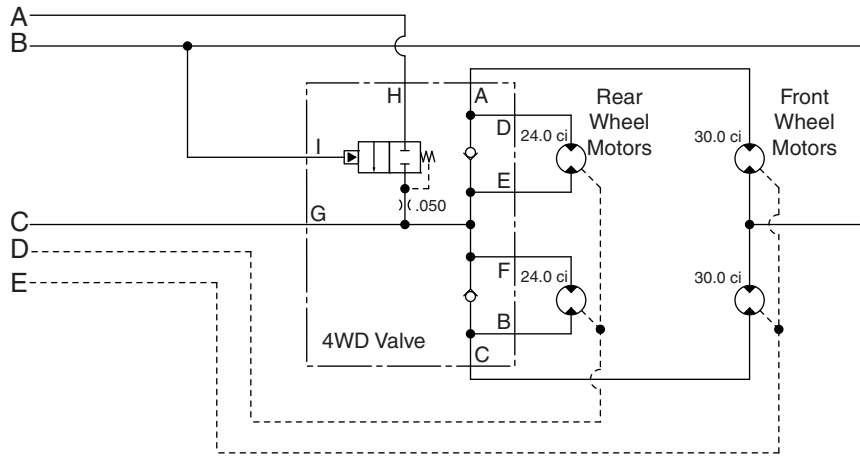 A
B
H
A
Rear
Wheel
Motors
Front
Wheel
Motors
D
24.0 ci
30.0 ci
I
E
C
G
.050
D
F
24.0 ci
30.0 ci
E
B
4WD Valve
C